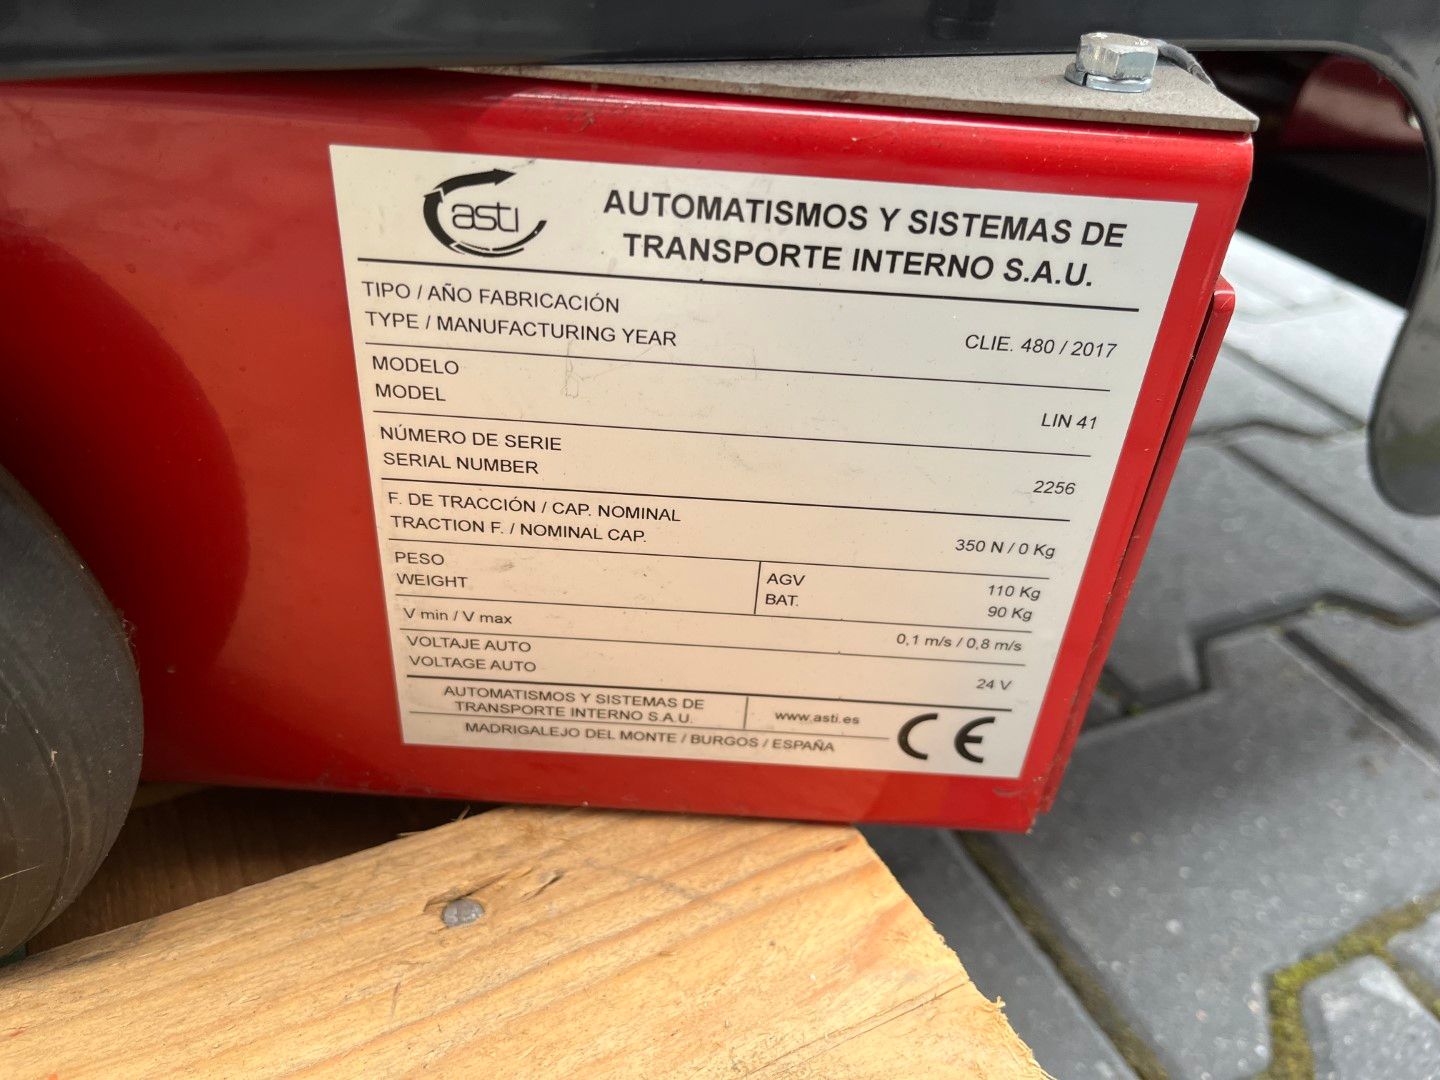 asti
AUTOMATISMOS Y SISTEMAS DE
TRANSPORTE INTERNO S.A.U.
TIPO / AÑO FABRICACIÓN
TYPE / MANUFACTURING YEAR
CLIE. 480 / 2017
MODELO
MODEL
LIN 41
NÚMERO DE SERIE
SERIAL NUMBER
2256
F. DE TRACCIÓN / CAP. NOMINAL
TRACTION F. / NOMINAL CAP.
350 N / 0 Kg
PESO
WEIGHT
AGV 110 Kg
BAT. 90 Kg
V min / V max 0,1 m/s / 0,8 m/s
VOLTAJE AUTO
VOLTAGE AUTO
24 V
AUTOMATISMOS Y SISTEMAS DE
TRANSPORTE INTERNO S.A.U.
www.asti.es
MADRIGALEJO DEL MONTE / BURGOS / ESPAÑA
CE